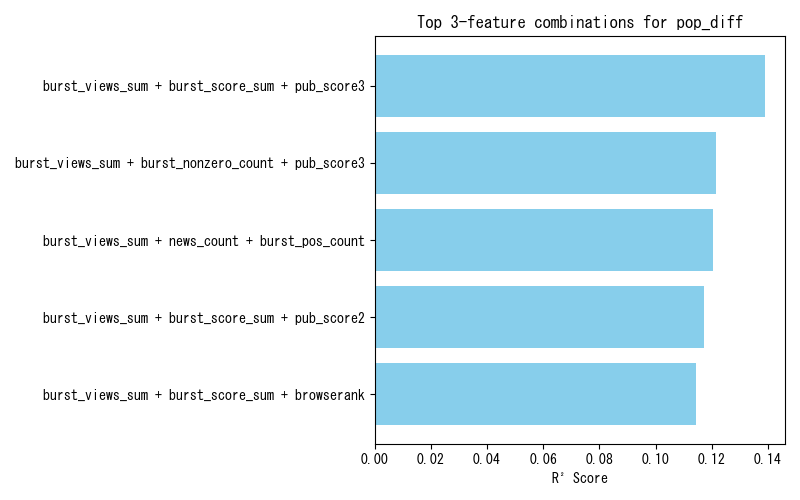 Top 3-feature combinations for pop_diff
burst_views_sum + burst_score_sum + pub_score3
burst_views_sum + burst_nonzero_count + pub_score3
burst_views_sum + news_count + burst_pos_count
burst_views_sum + burst_score_sum + pub_score2
burst_views_sum + burst_score_sum + browserank
0.00 0.02 0.04 0.06 0.08 0.10 0.12 0.14
R² Score